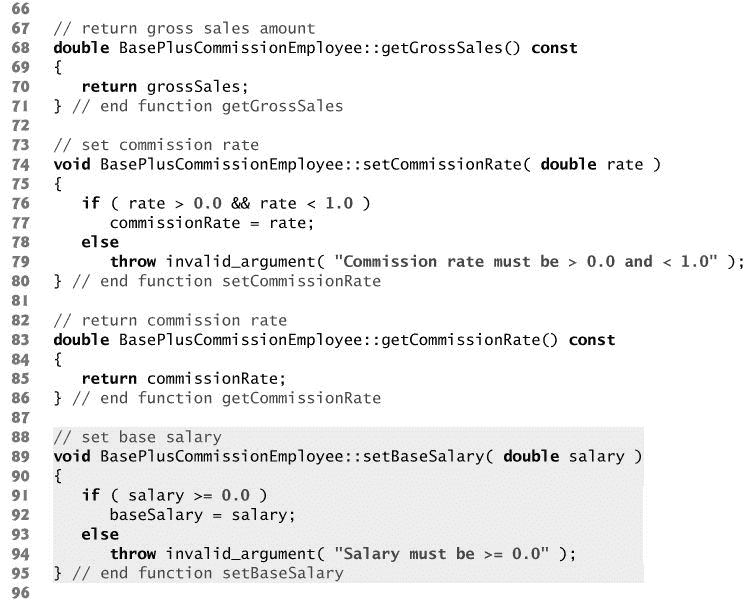 66
67 // return gross sales amount
68 double BasePlusCommissionEmployee::getGrossSales() const
69 {
70    return grossSales;
71 } // end function getGrossSales
72
73 // set commission rate
74 void BasePlusCommissionEmployee::setCommissionRate( double rate )
75 {
76    if ( rate > 0.0 && rate < 1.0 )
77       commissionRate = rate;
78    else
79       throw invalid_argument( "Commission rate must be > 0.0 and < 1.0" );
80 } // end function setCommissionRate
81
82 // return commission rate
83 double BasePlusCommissionEmployee::getCommissionRate() const
84 {
85    return commissionRate;
86 } // end function getCommissionRate
87
88 // set base salary
89 void BasePlusCommissionEmployee::setBaseSalary( double salary )
90 {
91    if ( salary >= 0.0 )
92       baseSalary = salary;
93    else
94       throw invalid_argument( "Salary must be >= 0.0" );
95 } // end function setBaseSalary
96